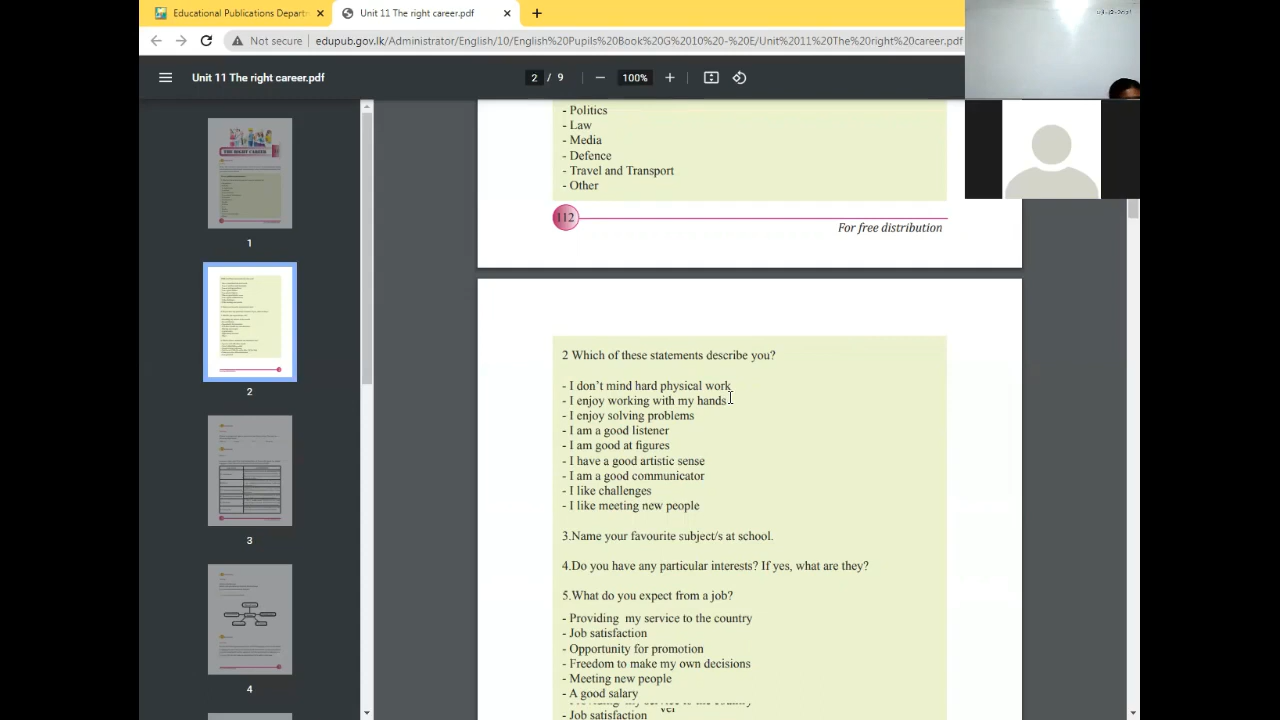 Educational Publications Depart
Unit 11 The right career.pdf
Not secure
edupub.gov.lk/Administrator/English/10/English%20Pupils%20Book%20G%2010%20-%20E/Unit%2011%20The%20right%20career.pdf
Unit 11 The right career.pdf
2 / 9
100%
- Politics
- Law
- Media
- Defence
- Travel and Transport
- Other
112
For free distribution
THE RIGHT CAREER
1
2
3
4
2 Which of these statements describe you?
- I don't mind hard physical work
- I enjoy working with my hands
- I enjoy solving problems
- I am a good listener
- I am good at figures
- I have a good artistic sense
- I am a good communicator
- I like challenges
- I like meeting new people
3.Name your favourite subject/s at school.
4.Do you have any particular interests? If yes, what are they?
5.What do you expect from a job?
- Providing my service to the country
- Job satisfaction
- Opportunity for promotion
- Freedom to make my own decisions
- Meeting new people
- A good salary
- Job satisfaction